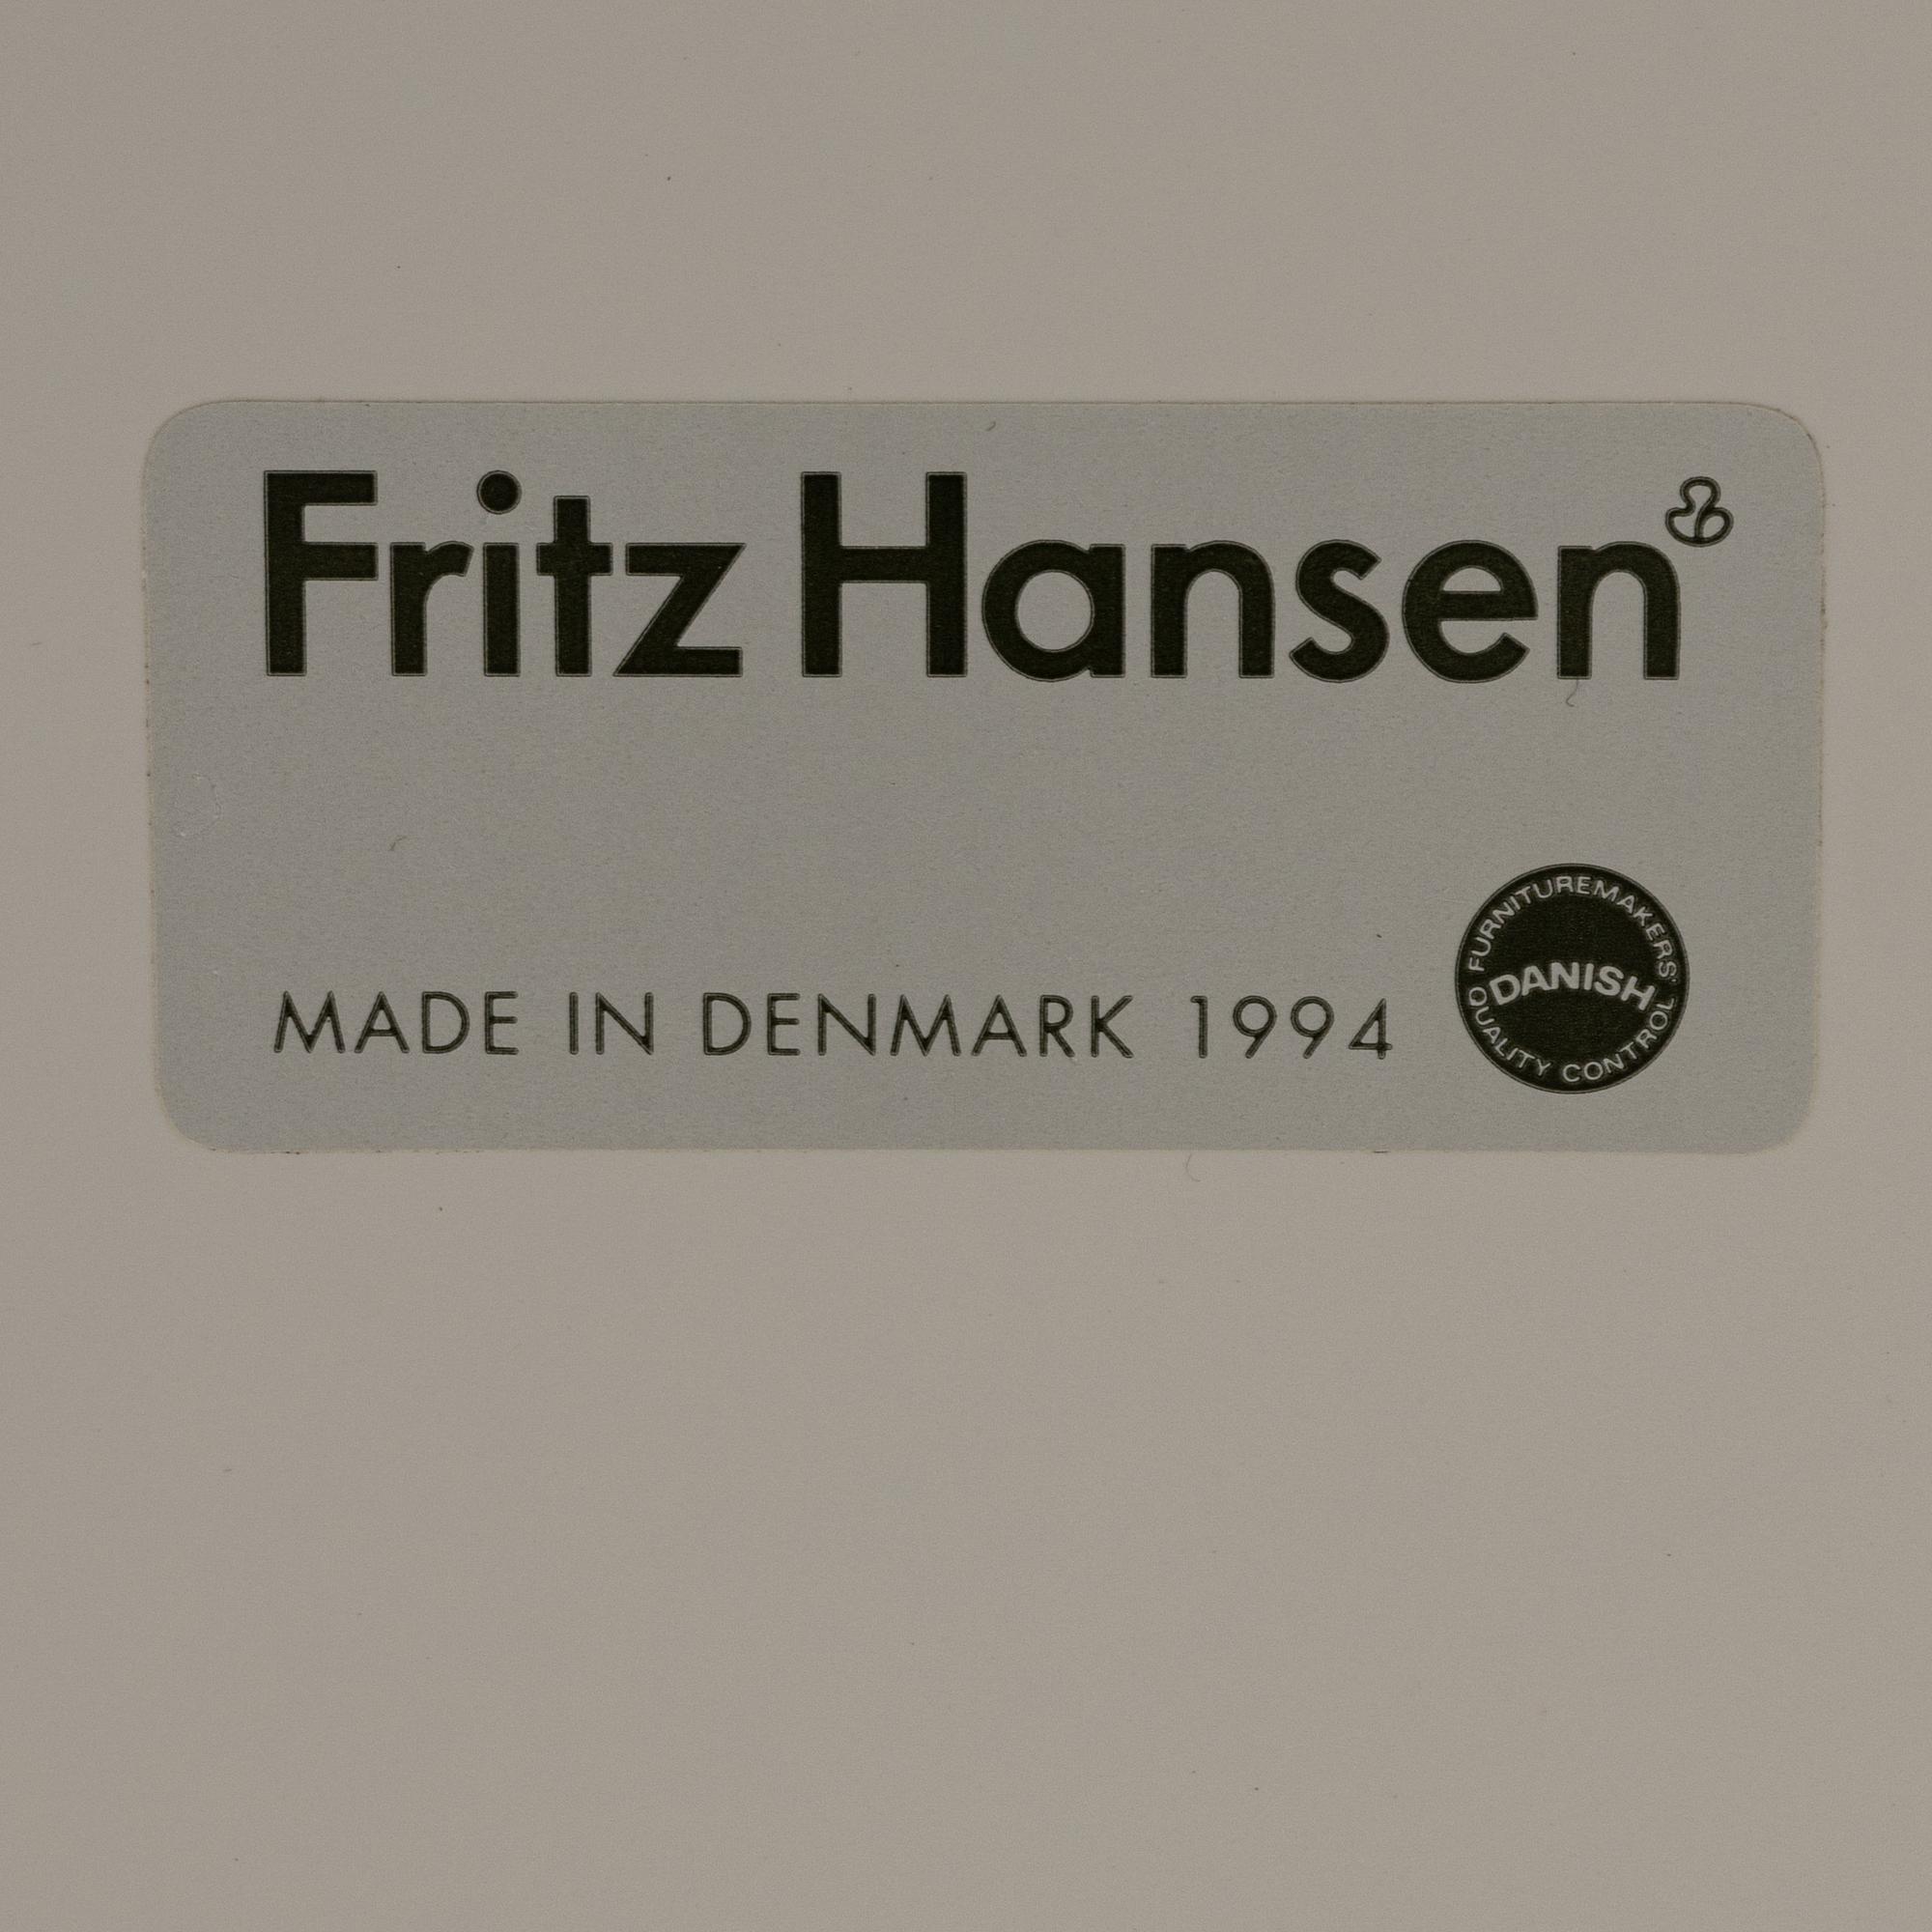 Fritz Hansen
MADE IN DENMARK 1994
FURNITUREMAKERS'
DANISH
QUALITY CONTROL